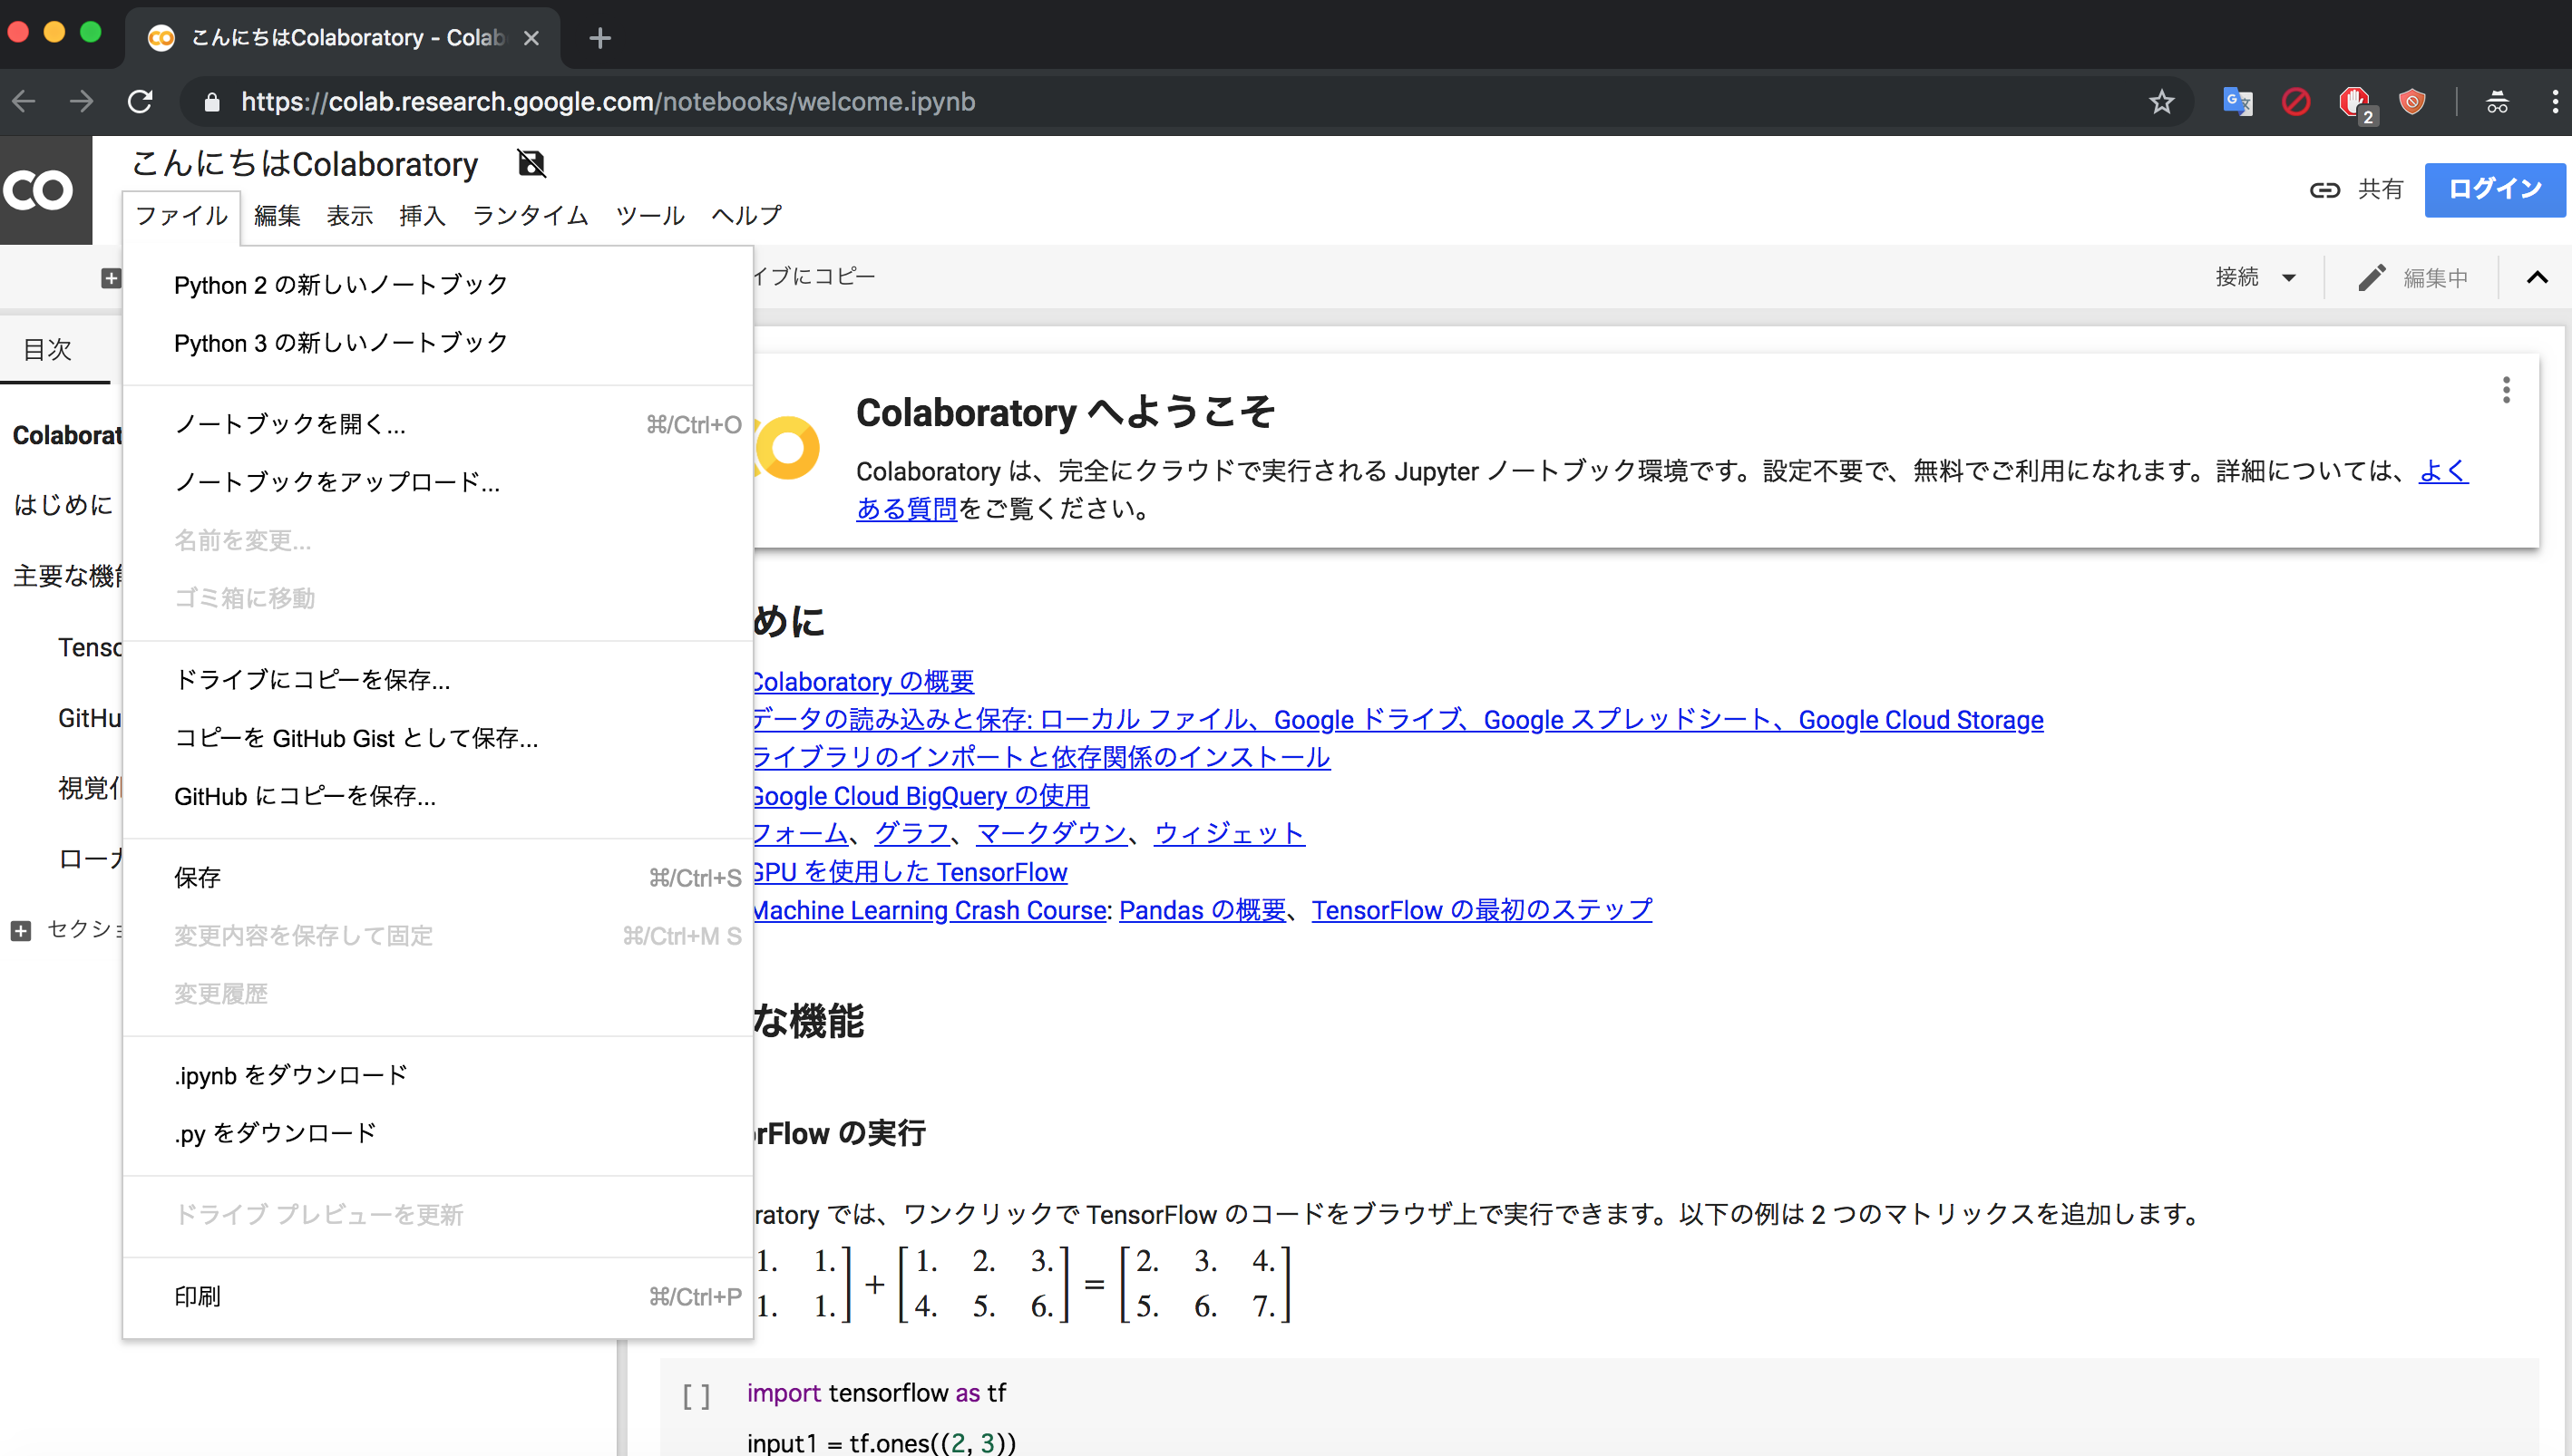 こんにちはColaboratory - Colab
https://colab.research.google.com/notebooks/welcome.ipynb
2
CO
こんにちはColaboratory
共有
ログイン
ファイル 編集 表示 挿入 ランタイム ツール ヘルプ
イブにコピー
接続
編集中
目次
Colaborat
はじめに
主要な機能
Tenso
GitHu
視覚化
ローカ
セクショ
Python 2 の新しいノートブック
Python 3 の新しいノートブック
ノートブックを開く... ⌘/Ctrl+O
ノートブックをアップロード...
名前を変更...
ゴミ箱に移動
ドライブにコピーを保存...
コピーを GitHub Gist として保存...
GitHub にコピーを保存...
保存 ⌘/Ctrl+S
変更内容を保存して固定 ⌘/Ctrl+M S
変更履歴
.ipynb をダウンロード
.py をダウンロード
ドライブ プレビューを更新
印刷 ⌘/Ctrl+P
Colaboratory へようこそ
Colaboratory は、完全にクラウドで実行される Jupyter ノートブック環境です。設定不要で、無料でご利用になれます。詳細については、よく
ある質問をご覧ください。
めに
Colaboratory の概要
データの読み込みと保存: ローカル ファイル、Google ドライブ、Google スプレッドシート、Google Cloud Storage
ライブラリのインポートと依存関係のインストール
Google Cloud BigQuery の使用
フォーム、グラフ、マークダウン、ウィジェット
GPU を使用した TensorFlow
Machine Learning Crash Course: Pandas の概要、TensorFlow の最初のステップ
な機能
orFlow の実行
ratory では、ワンクリックで TensorFlow のコードをブラウザ上で実行できます。以下の例は 2 つのマトリックスを追加します。
1. 1.] + [1. 2. 3.] = [2. 3. 4.]
1. 1.] [4. 5. 6.] [5. 6. 7.]
[ ] import tensorflow as tf
input1 = tf.ones((2, 3))